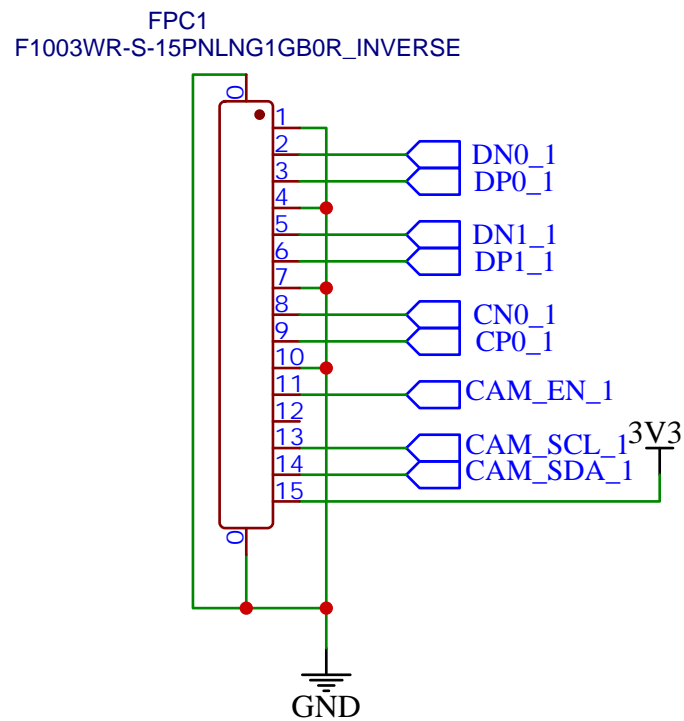 FPC1
F1003WR-S-15PNLNG1GB0R_INVERSE
0
1
2 DN0_1
3 DP0_1
4
5 DN1_1
6 DP1_1
7
8 CN0_1
9 CP0_1
10
11 CAM_EN_1
12
13 CAM_SCL_1 3V3
14 CAM_SDA_1
15
0
GND